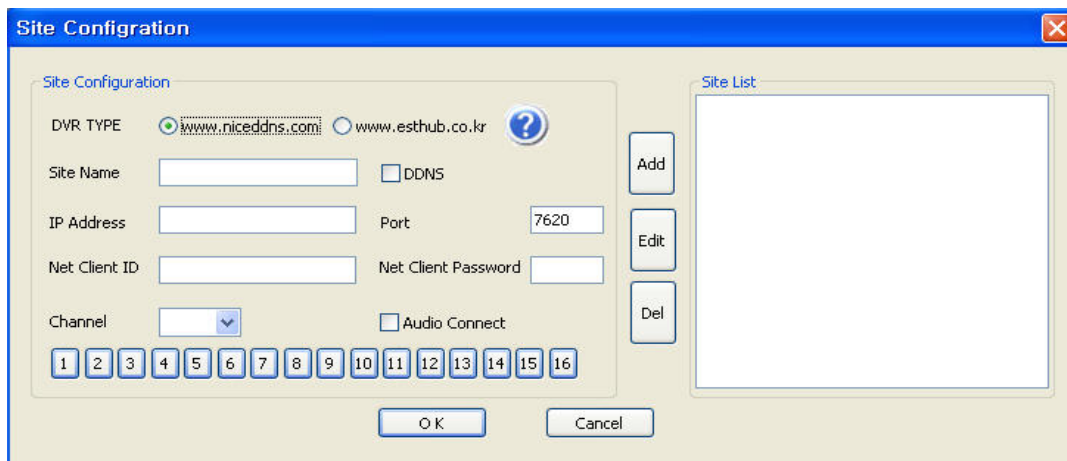 Site Configration
Site Configuration
DVR TYPE www.niceddns.com www.esthub.co.kr ?
Site Name DDNS
IP Address Port 7620
Net Client ID Net Client Password
Channel Audio Connect
1 2 3 4 5 6 7 8 9 10 11 12 13 14 15 16
Add
Edit
Del
Site List
OK Cancel